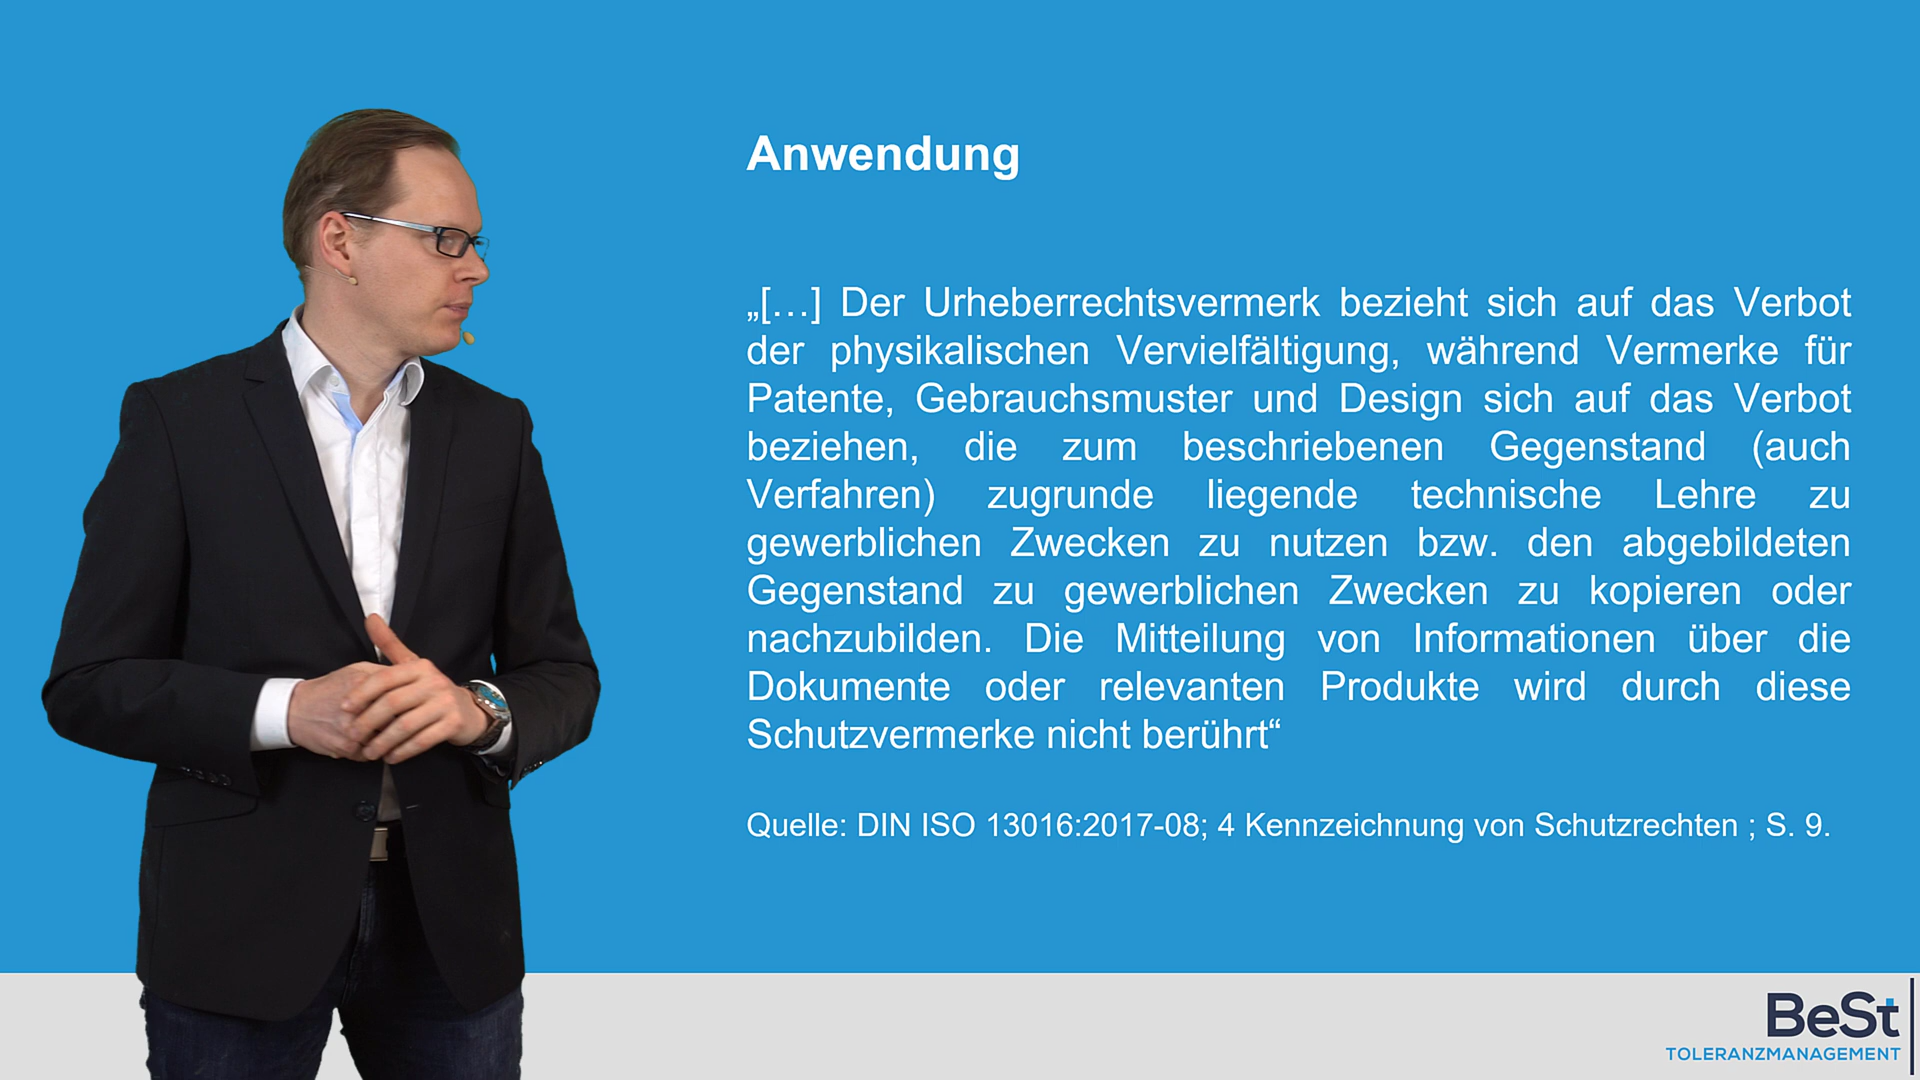 Anwendung
„[…] Der Urheberrechtsvermerk bezieht sich auf das Verbot
der physikalischen Vervielfältigung, während Vermerke für
Patente, Gebrauchsmuster und Design sich auf das Verbot
beziehen, die zum beschriebenen Gegenstand (auch
Verfahren) zugrunde liegende technische Lehre zu
gewerblichen Zwecken zu nutzen bzw. den abgebildeten
Gegenstand zu gewerblichen Zwecken zu kopieren oder
nachzubilden. Die Mitteilung von Informationen über die
Dokumente oder relevanten Produkte wird durch diese
Schutzvermerke nicht berührt“
Quelle: DIN ISO 13016:2017-08; 4 Kennzeichnung von Schutzrechten ; S. 9.
BeSt
TOLERANZMANAGEMENT